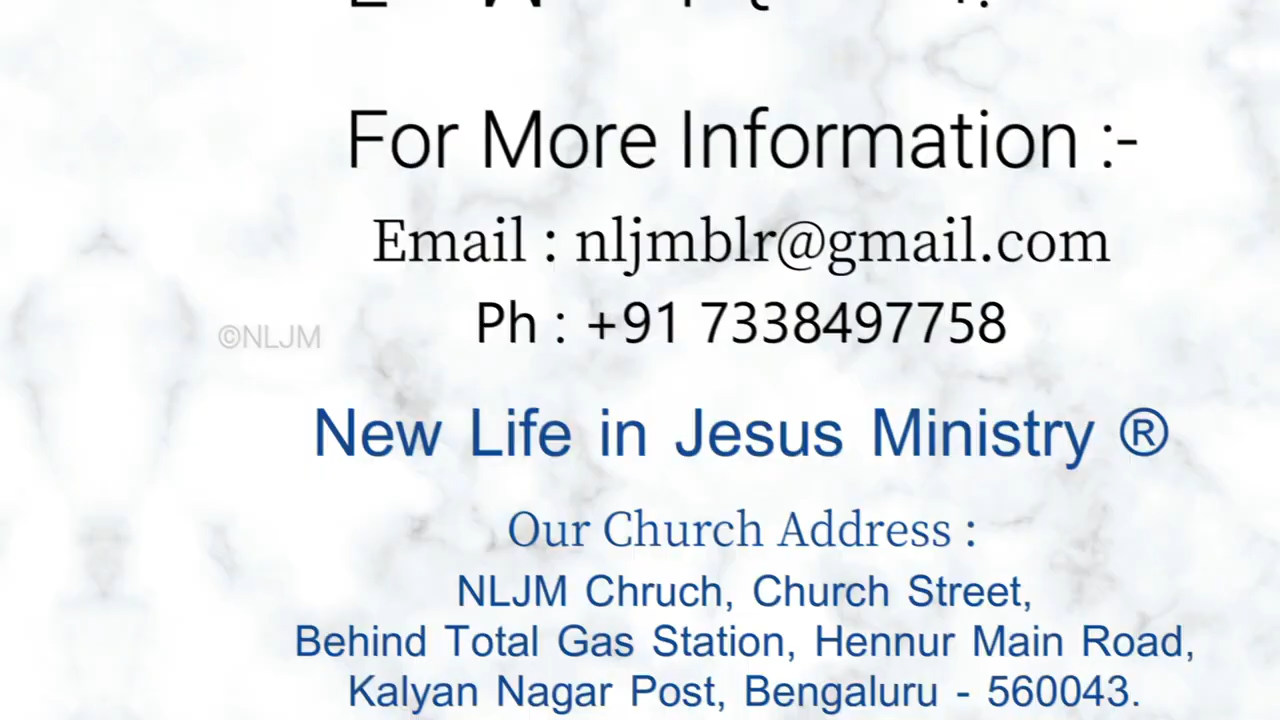 For More Information :-
Email : nljmblr@gmail.com
Ph : +91 7338497758
©NLJM
New Life in Jesus Ministry ®
Our Church Address :
NLJM Chruch, Church Street,
Behind Total Gas Station, Hennur Main Road,
Kalyan Nagar Post, Bengaluru - 560043.